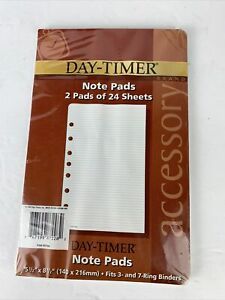 DAY-TIMER®
BRAND
Note Pads
2 Pads of 24 Sheets
accessory
DAY-TIMER®
Note Pads
5½" x 8½" (140 x 216mm) • Fits 3- and 7-Ring Binders